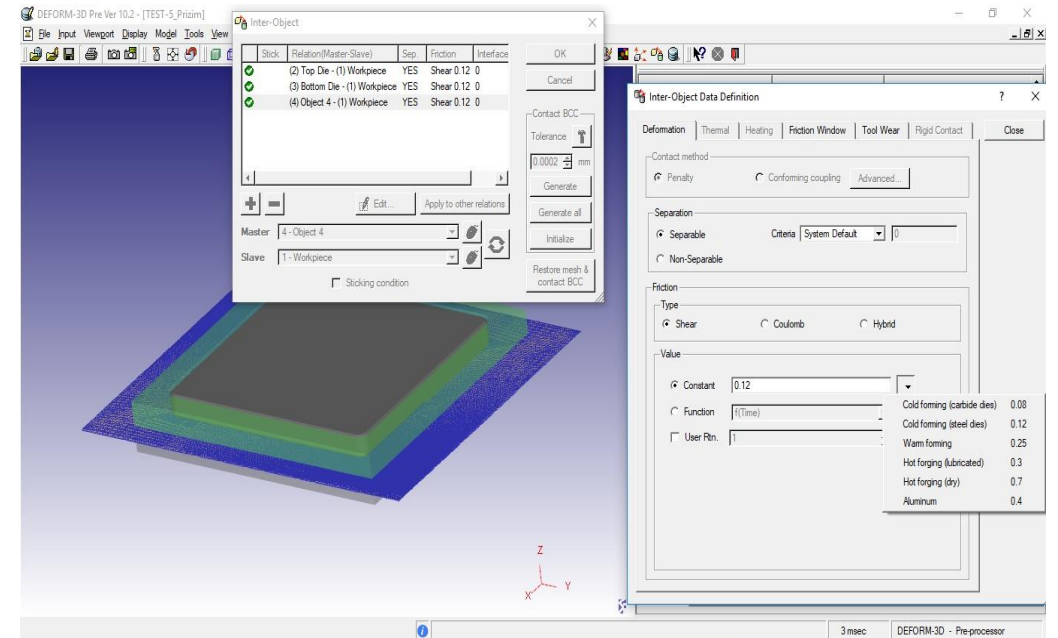 DEFORM-3D Pre Ver 10.2 - [TEST-5_Prizim]
File Input Viewport Display Model Tools View
Inter-Object
Stick Relation(Master-Slave) Sep. Friction Interface
(2) Top Die - (1) Workpiece YES Shear 0.12 0
(3) Bottom Die - (1) Workpiece YES Shear 0.12 0
(4) Object 4 - (1) Workpiece YES Shear 0.12 0
OK
Cancel
Contact BCC
Tolerance
0.0002 mm
Generate
Generate all
Initialize
Restore mesh & contact BCC
Edit...
Apply to other relations
Master 4 - Object 4
Slave 1 - Workpiece
Sticking condition
Inter-Object Data Definition ? X
Deformation Thermal Heating Friction Window Tool Wear Rigid Contact Close
Contact method
Penalty Conforming coupling Advanced...
Separation
Separable Criteria System Default 0
Non-Separable
Friction
Type
Shear Coulomb Hybrid
Value
Constant 0.12
Function f(Time)
User Rtn. 1
Cold forming (carbide dies) 0.08
Cold forming (steel dies) 0.12
Warm forming 0.25
Hot forging (lubricated) 0.3
Hot forging (dry) 0.7
Aluminum 0.4
Z
Y
X
3 msec DEFORM-3D - Pre-processor